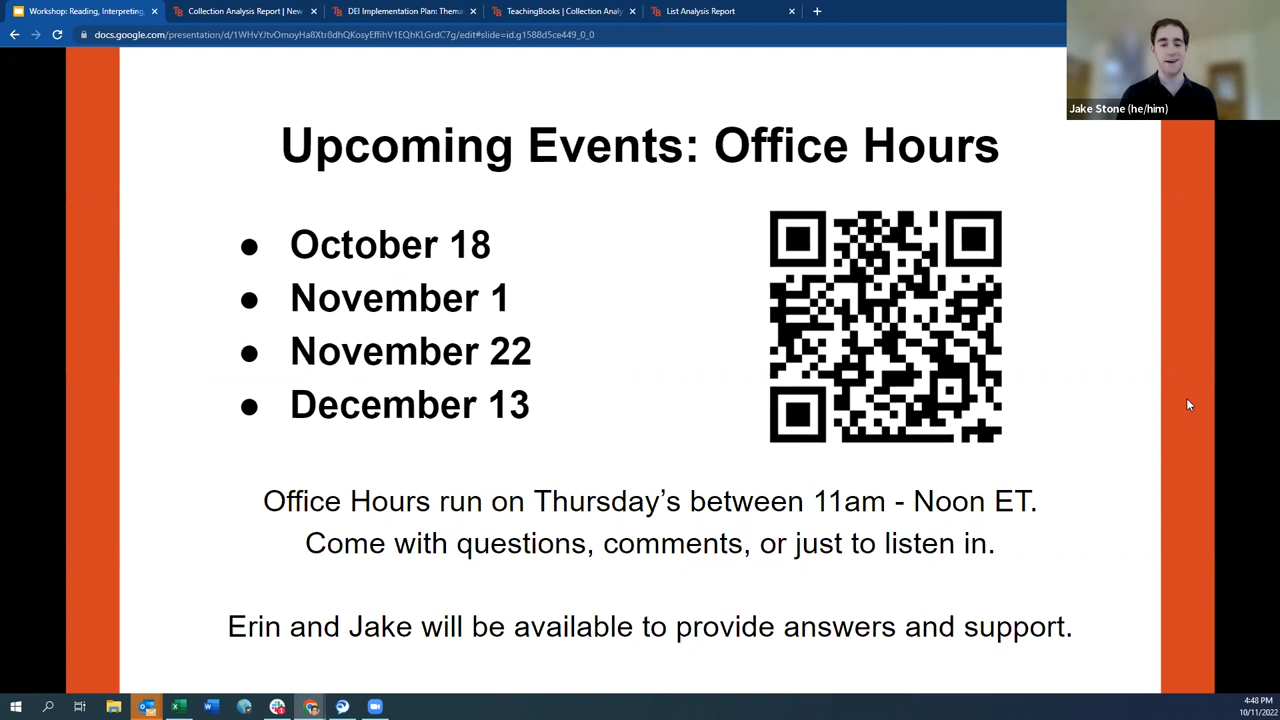 Workshop: Reading, Interpreting,
Collection Analysis Report | New
DEI Implementation Plan: Thema
TeachingBooks | Collection Analy
List Analysis Report
docs.google.com/presentation/d/1WHvYJtvOmoyHa8Xtr8dhQKosyEffihV1EQhKLGrdC7g/edit#slide=id.g1588d5ce449_0_0
Jake Stone (he/him)
Upcoming Events: Office Hours
● October 18
● November 1
● November 22
● December 13
Office Hours run on Thursday’s between 11am - Noon ET.
Come with questions, comments, or just to listen in.
Erin and Jake will be available to provide answers and support.
4:48 PM
10/11/2022